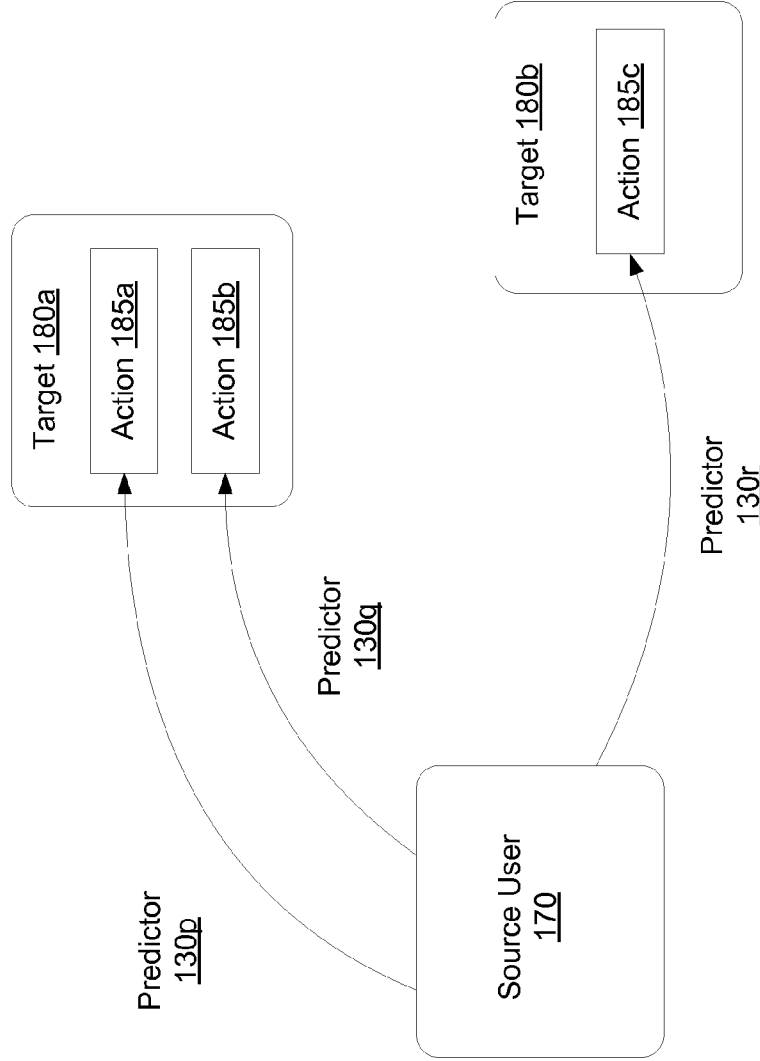 Target 180a
Action 185a
Predictor
130p
Action 185b
Predictor
130q
Source User
170
Target 180b
Action 185c
Predictor
130r